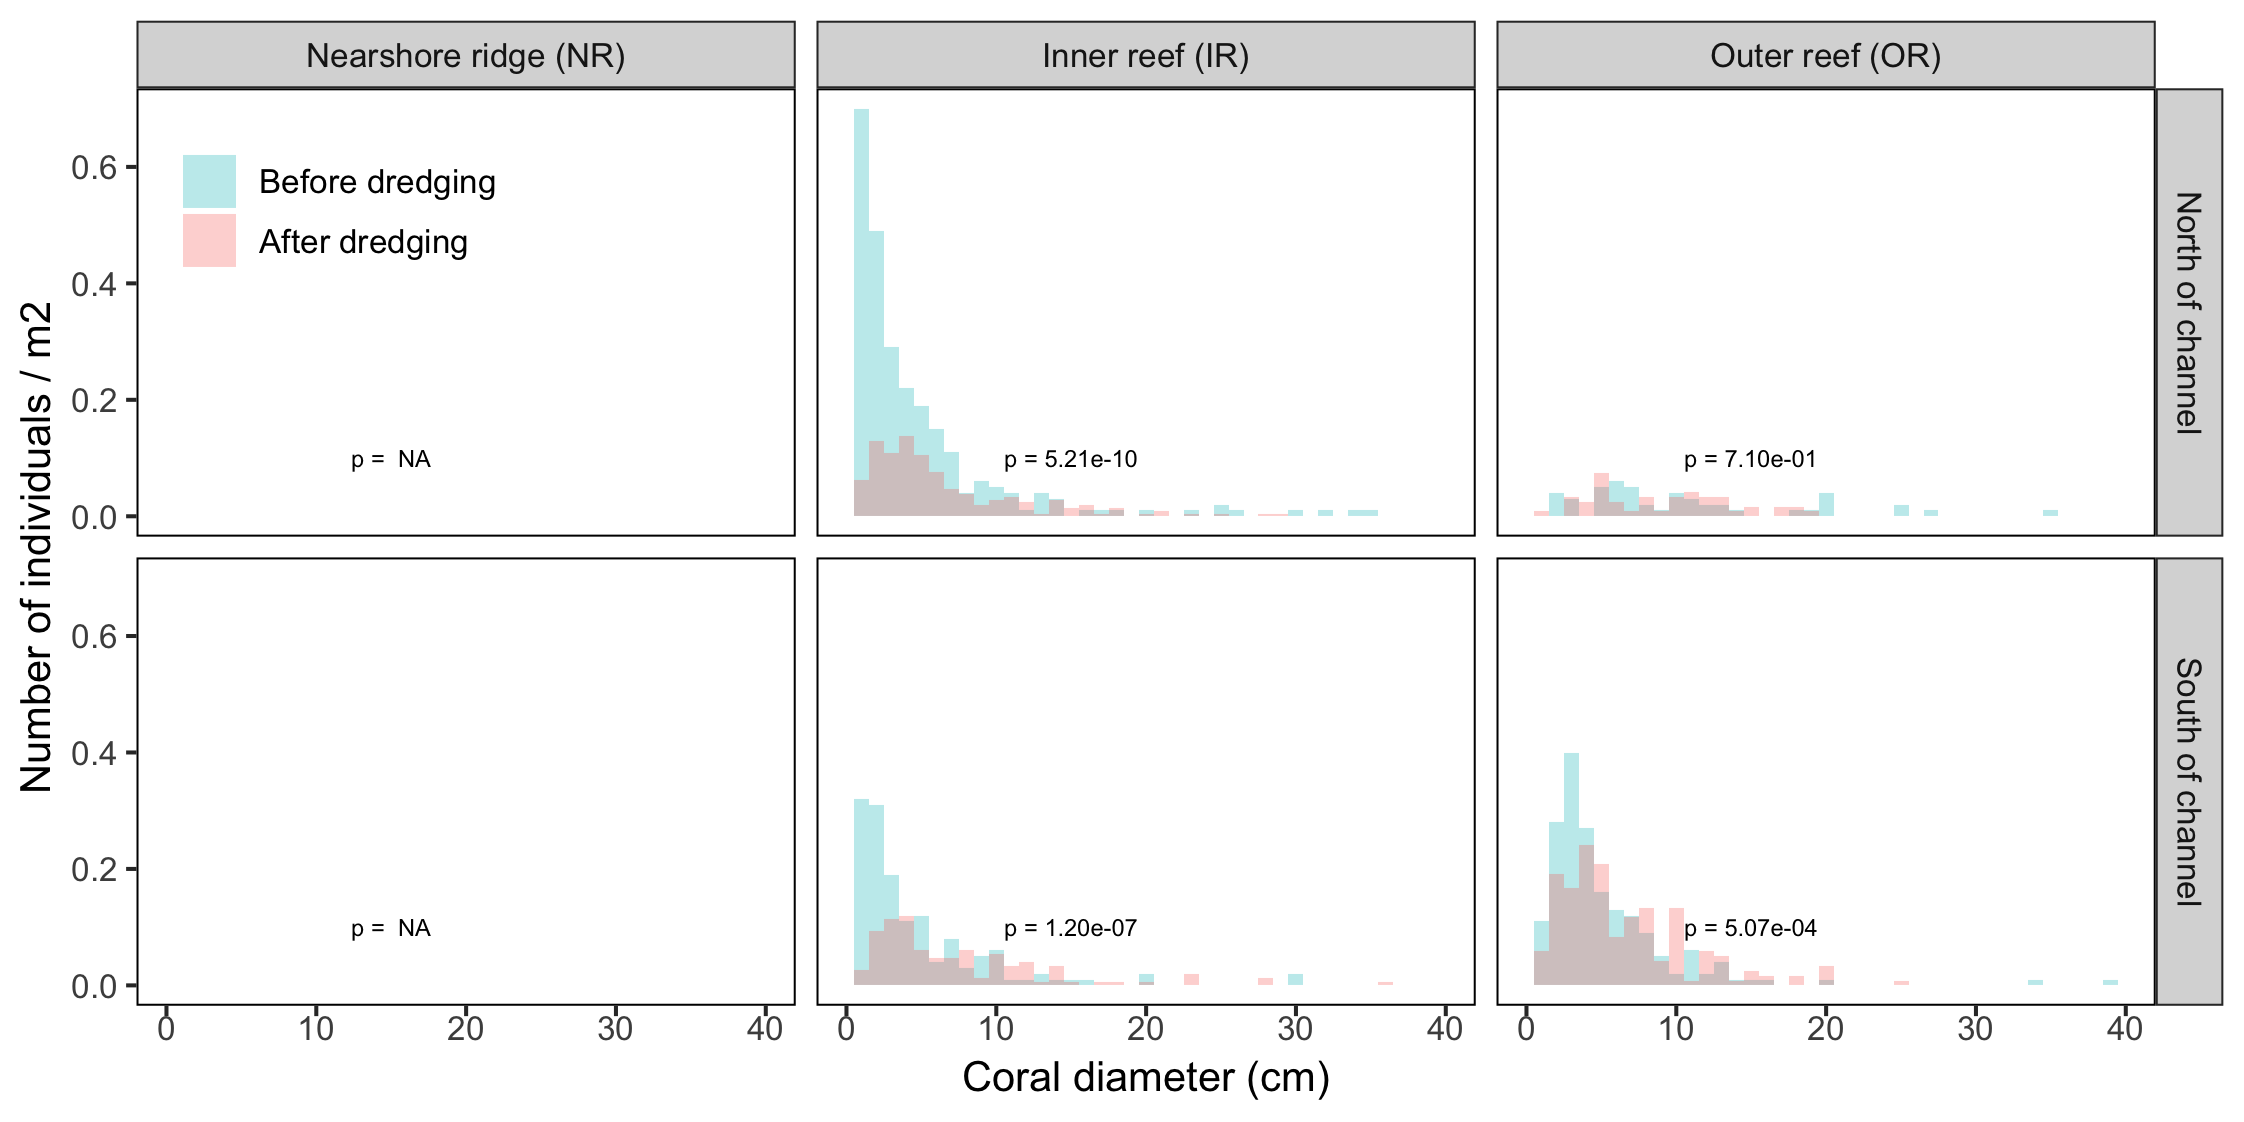 Nearshore ridge (NR)
Inner reef (IR)
Outer reef (OR)
Number of individuals / m2
0.6
0.4
0.2
0.0
Before dredging
After dredging
p =  NA
p = 5.21e-10
p = 7.10e-01
North of channel
0.6
0.4
0.2
0.0
p =  NA
p = 1.20e-07
p = 5.07e-04
South of channel
0 10 20 30 40
0 10 20 30 40
0 10 20 30 40
Coral diameter (cm)